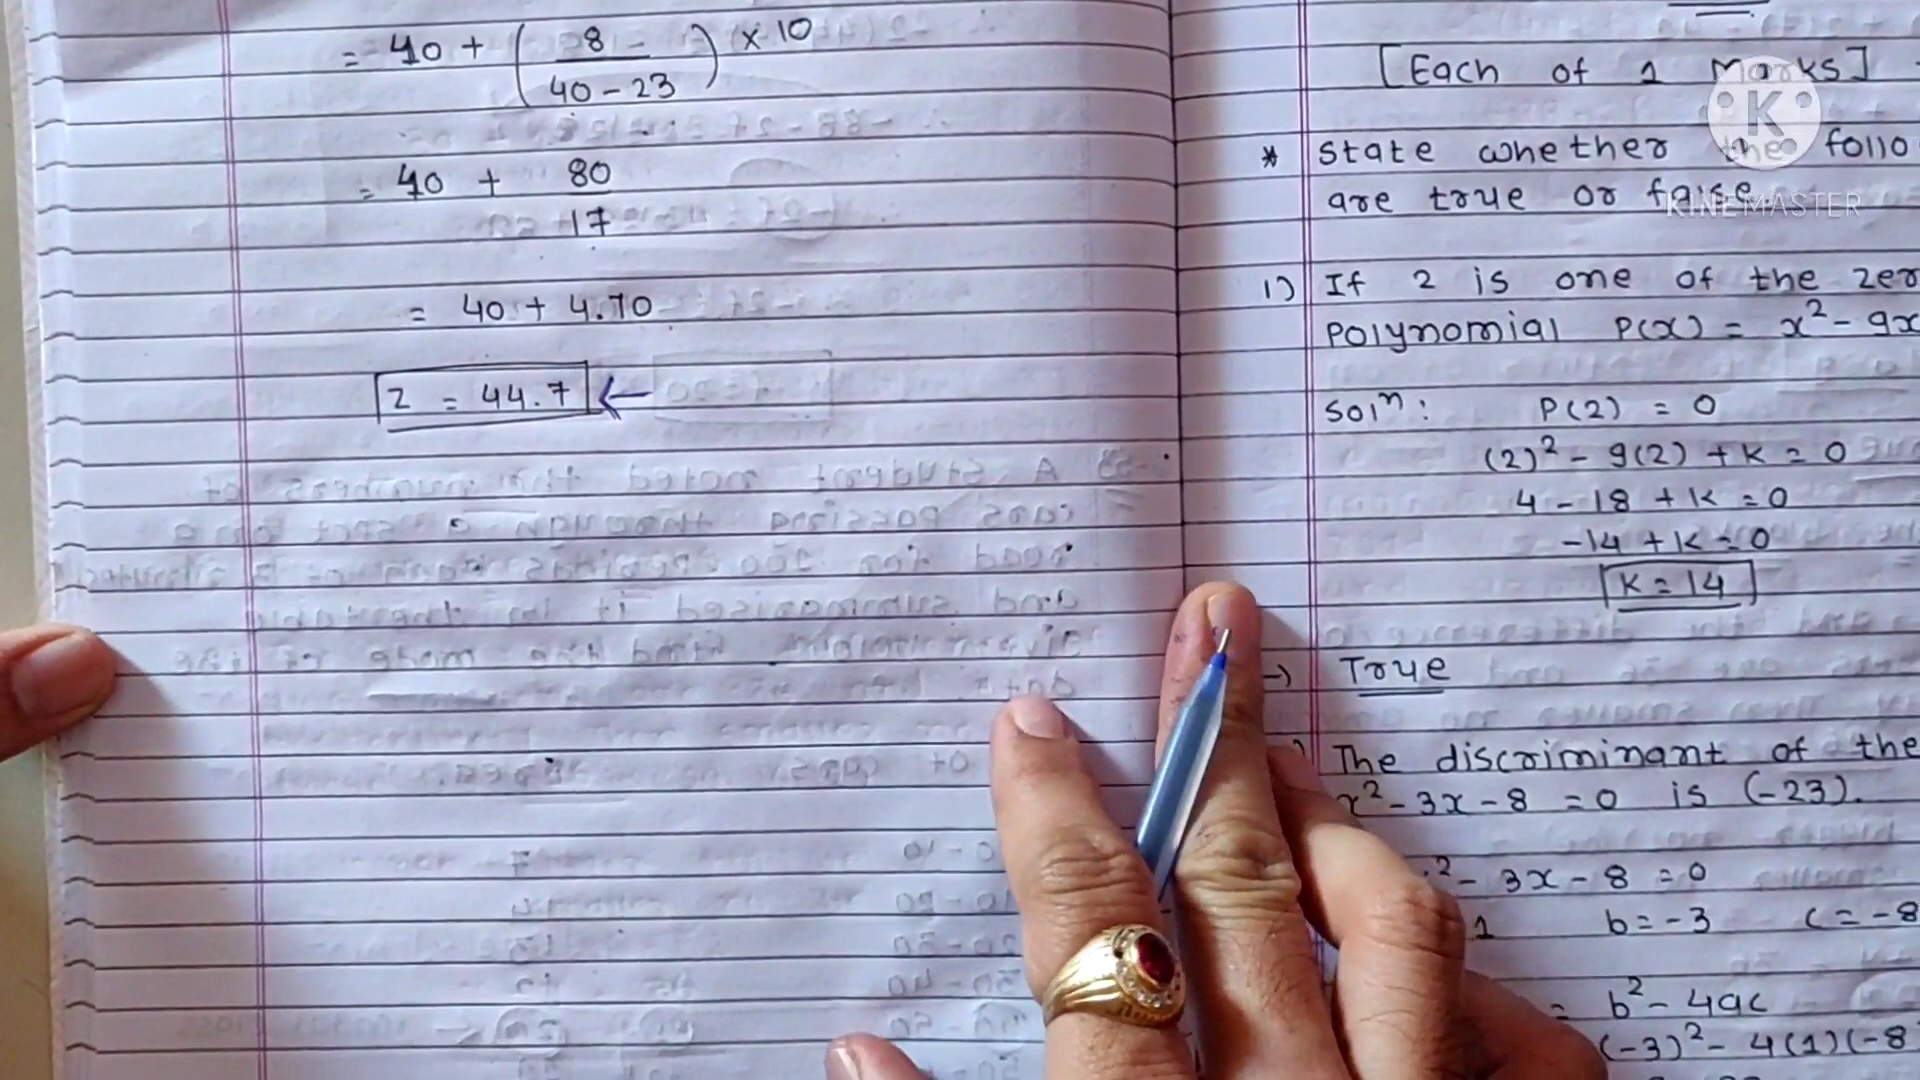 = 40 + ( 8 / 40 - 23 ) × 10
= 40 + 80 / 17
= 40 + 4.70
Z = 44.7 ←
[Each of 1 Marks]
* State whether the follo
are true or false
1) If 2 is one of the zero
Polynomial P(x) = x² - 9x
Solⁿ: P(2) = 0
(2)² - 9(2) + K = 0
4 - 18 + K = 0
-14 + K = 0
K = 14
→) True
) The discriminant of the
x² - 3x - 8 = 0 is (-23).
² - 3x - 8 = 0
1 b = -3 c = -8
= b² - 4ac
(-3)² - 4(1)(-8
K
KINEMASTER